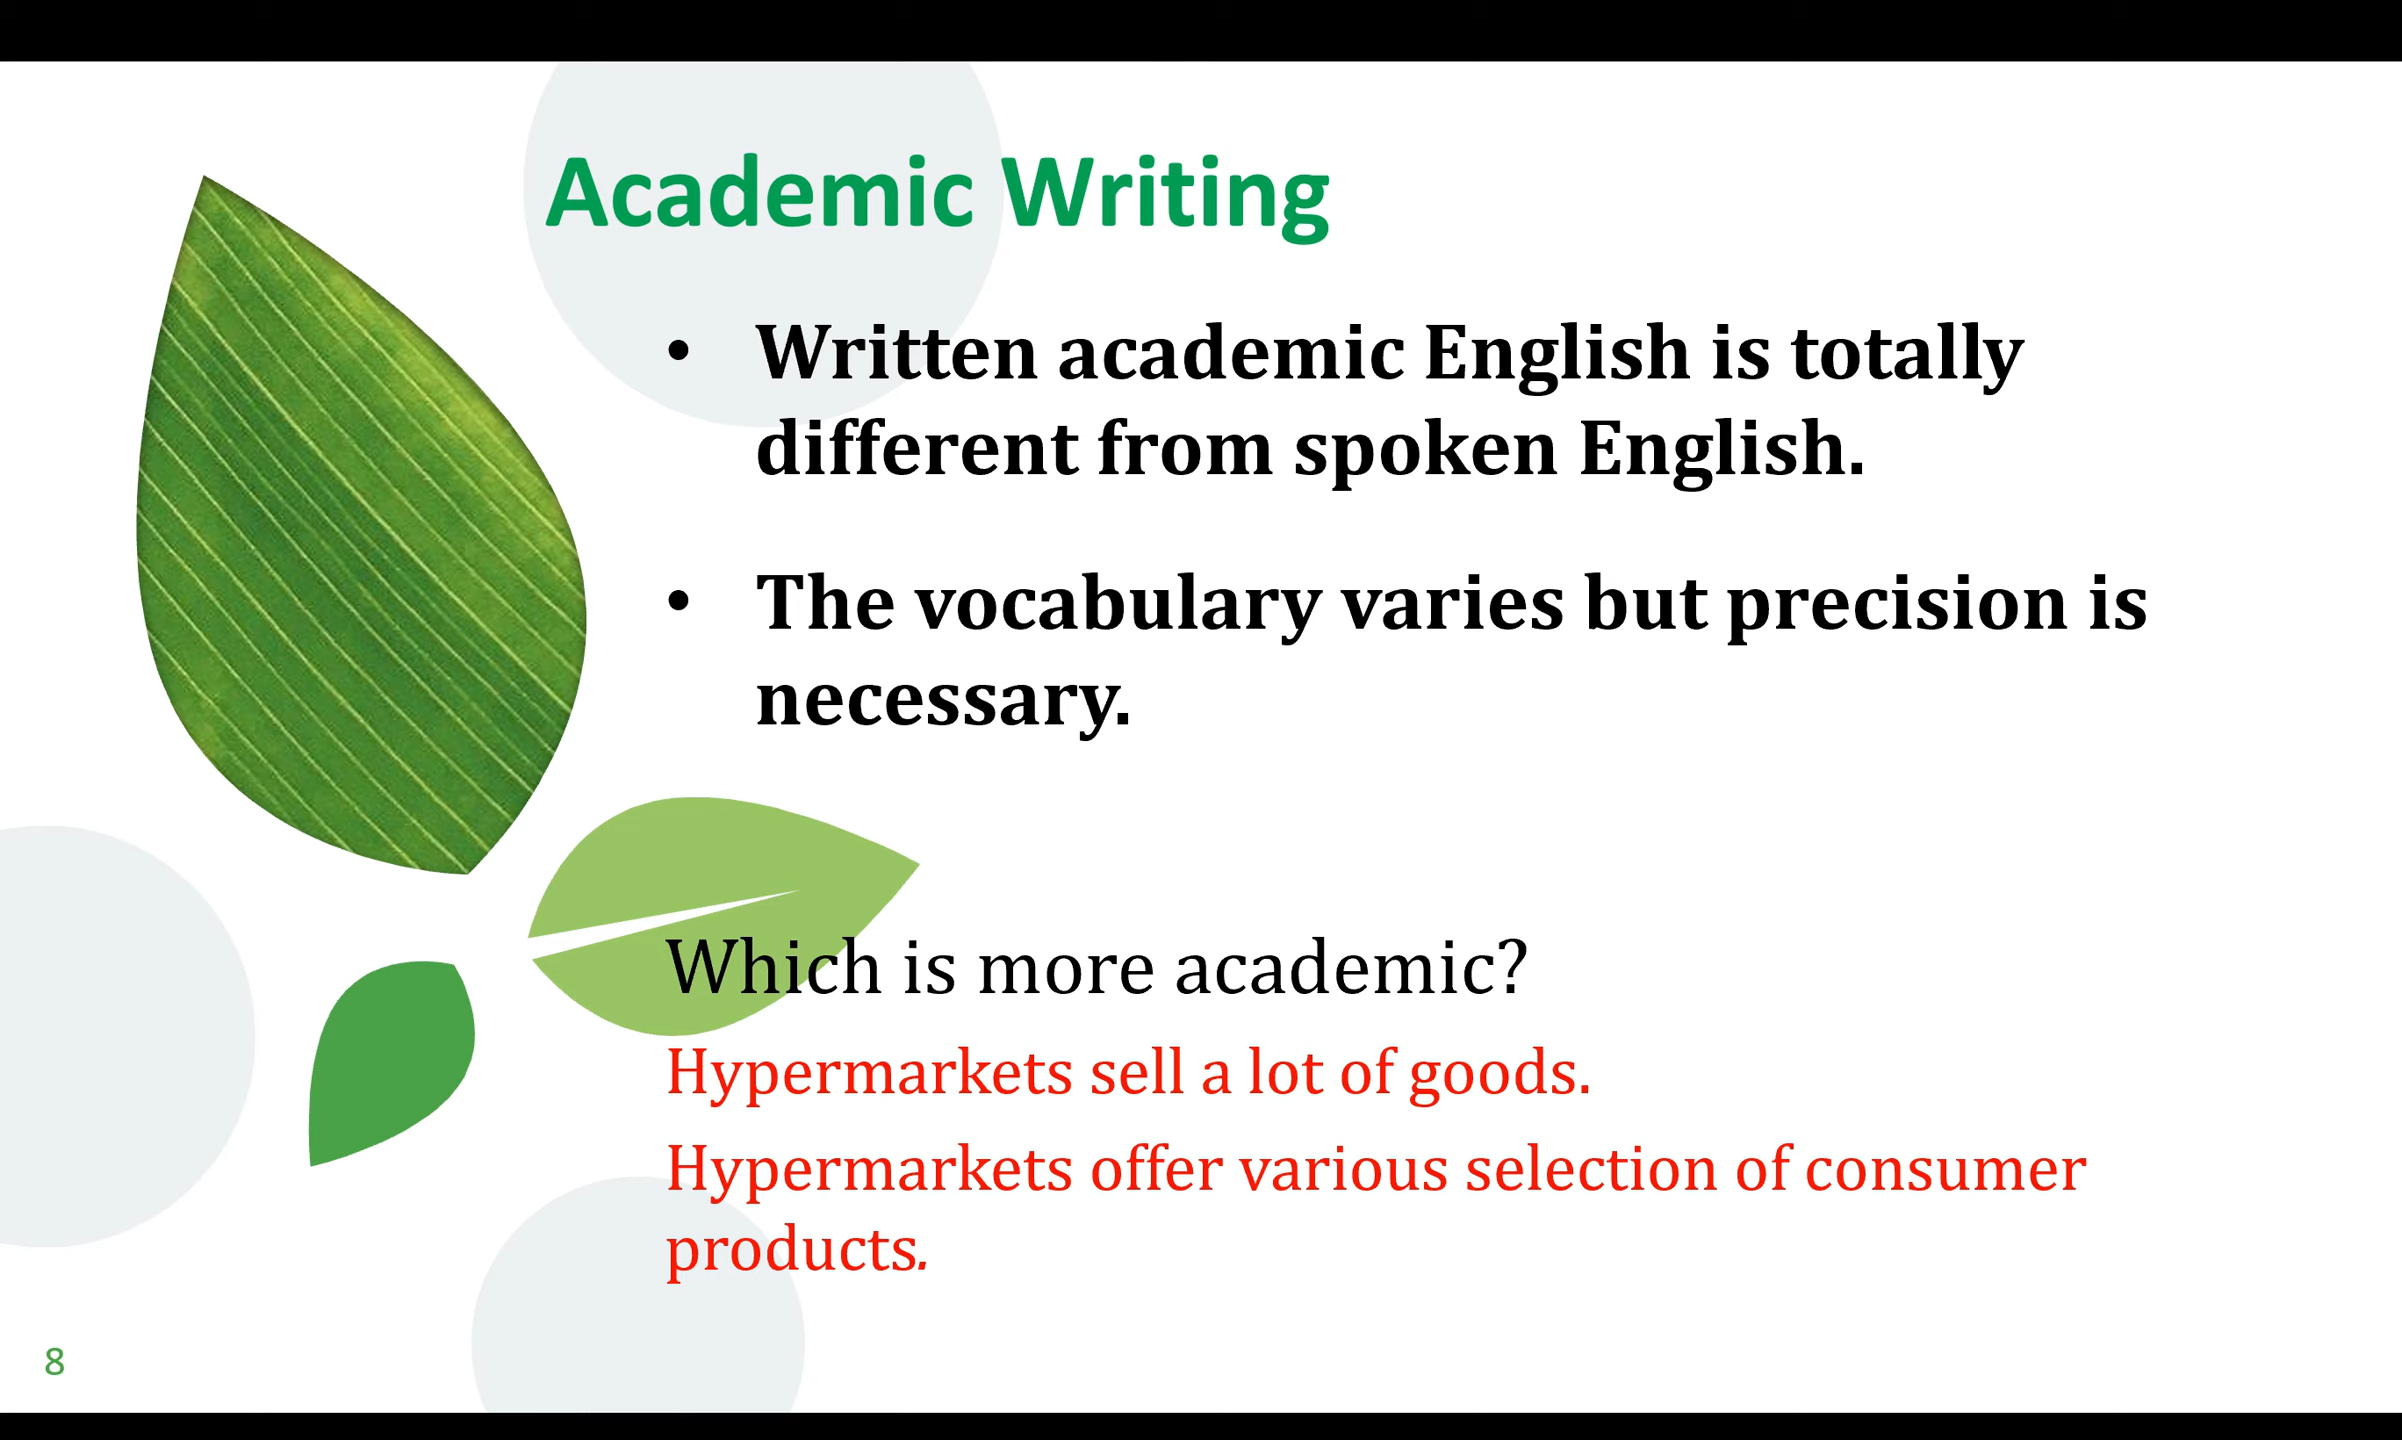 Academic Writing
• Written academic English is totally
different from spoken English.
• The vocabulary varies but precision is
necessary.
Which is more academic?
Hypermarkets sell a lot of goods.
Hypermarkets offer various selection of consumer
products.
8